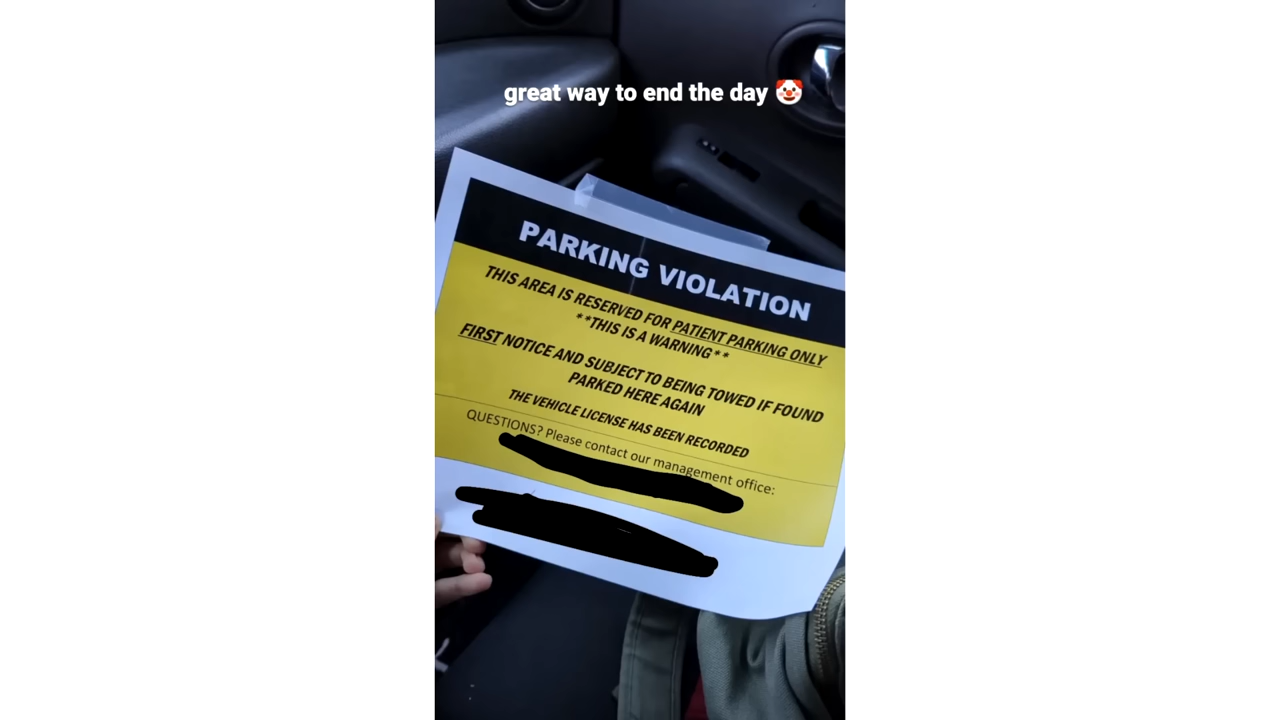 great way to end the day 🤡
PARKING VIOLATION
THIS AREA IS RESERVED FOR PATIENT PARKING ONLY
**THIS IS A WARNING**
FIRST NOTICE AND SUBJECT TO BEING TOWED IF FOUND
PARKED HERE AGAIN
THE VEHICLE LICENSE HAS BEEN RECORDED
QUESTIONS? Please contact our management office: